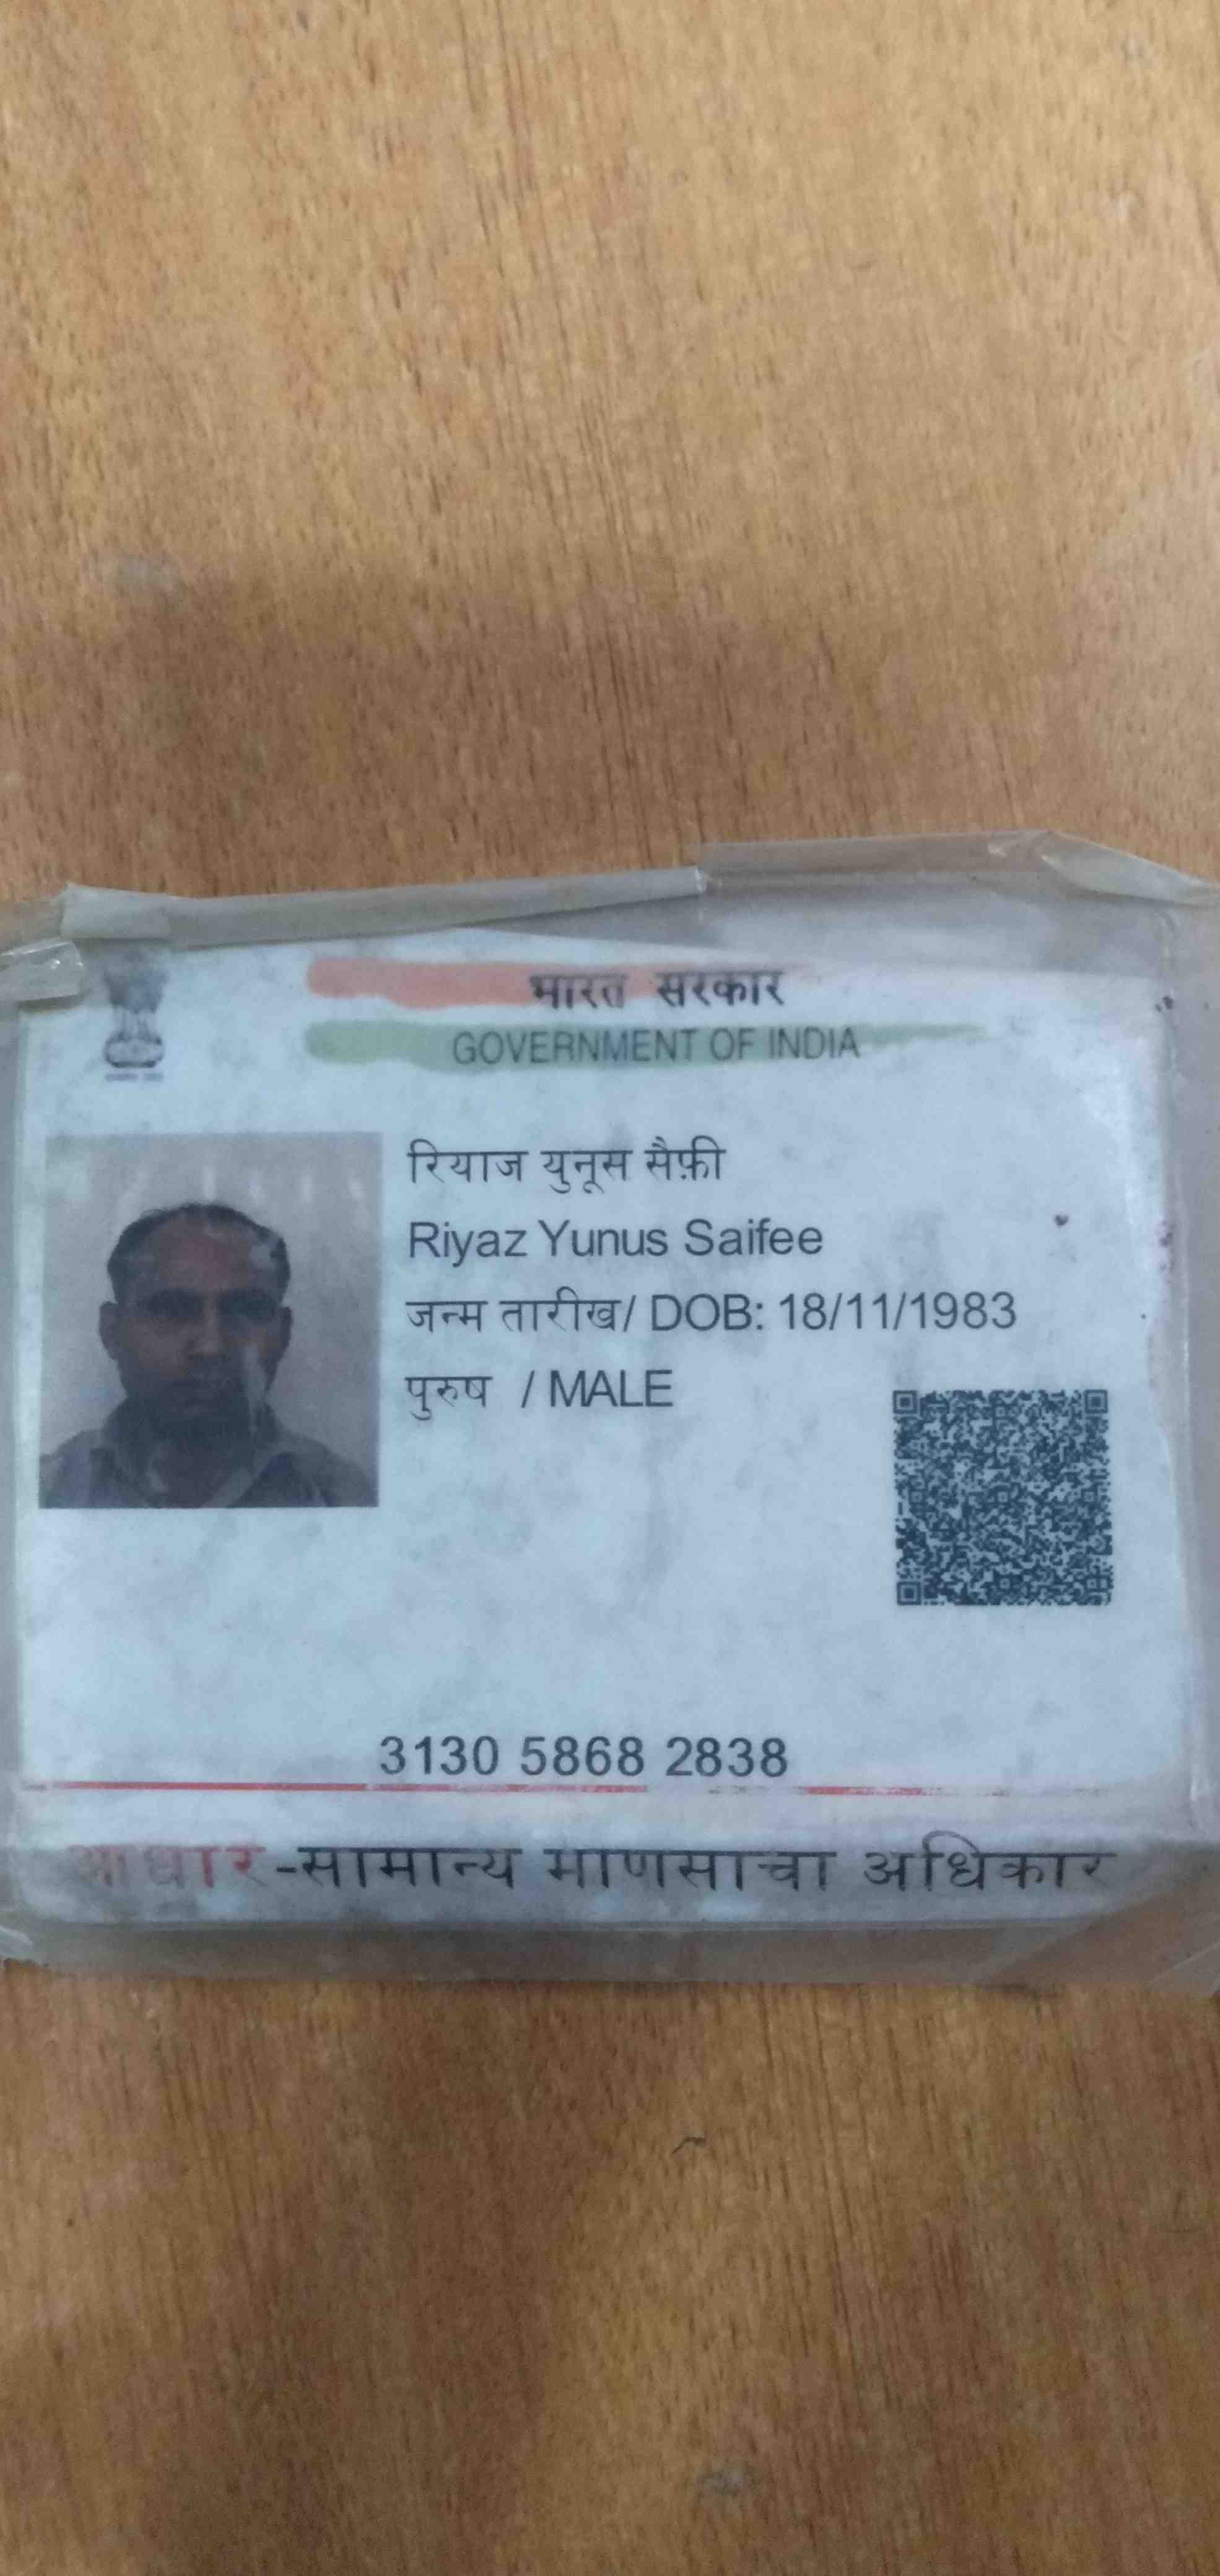 भारत सरकार
GOVERNMENT OF INDIA
रियाज युनूस सैफ़ी
Riyaz Yunus Saifee
जन्म तारीख/ DOB: 18/11/1983
पुरुष / MALE
3130 5868 2838
आधार-सामान्य माणसाचा अधिकार